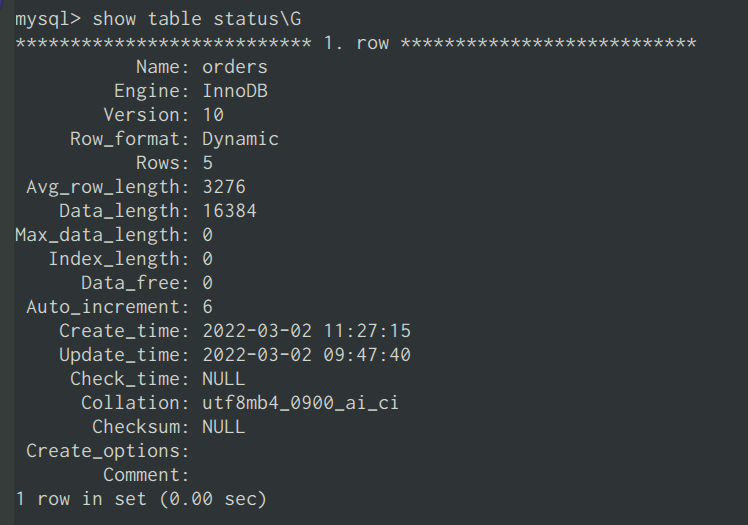 mysql> show table status\G
*************************** 1. row ***************************
Name: orders
Engine: InnoDB
Version: 10
Row_format: Dynamic
Rows: 5
Avg_row_length: 3276
Data_length: 16384
Max_data_length: 0
Index_length: 0
Data_free: 0
Auto_increment: 6
Create_time: 2022-03-02 11:27:15
Update_time: 2022-03-02 09:47:40
Check_time: NULL
Collation: utf8mb4_0900_ai_ci
Checksum: NULL
Create_options:
Comment:
1 row in set (0.00 sec)